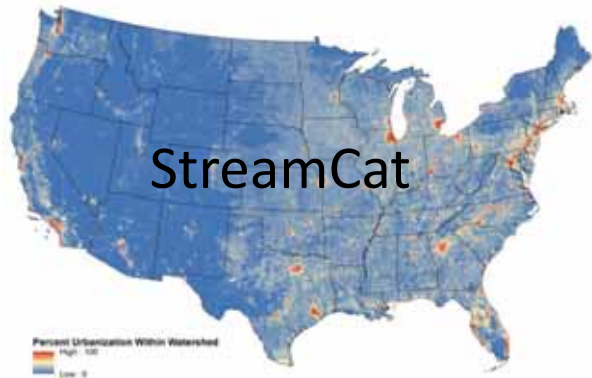 StreamCat
Percent Urbanization Within Watershed
High : 100
Low : 0